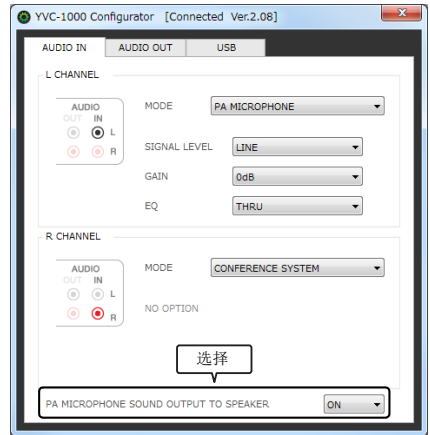 YVC-1000 Configurator [Connected Ver.2.08]
AUDIO IN AUDIO OUT USB
L CHANNEL
AUDIO
OUT IN
L
R
MODE PA MICROPHONE
SIGNAL LEVEL LINE
GAIN 0dB
EQ THRU
R CHANNEL
AUDIO
OUT IN
L
R
MODE CONFERENCE SYSTEM
NO OPTION
选择
PA MICROPHONE SOUND OUTPUT TO SPEAKER ON